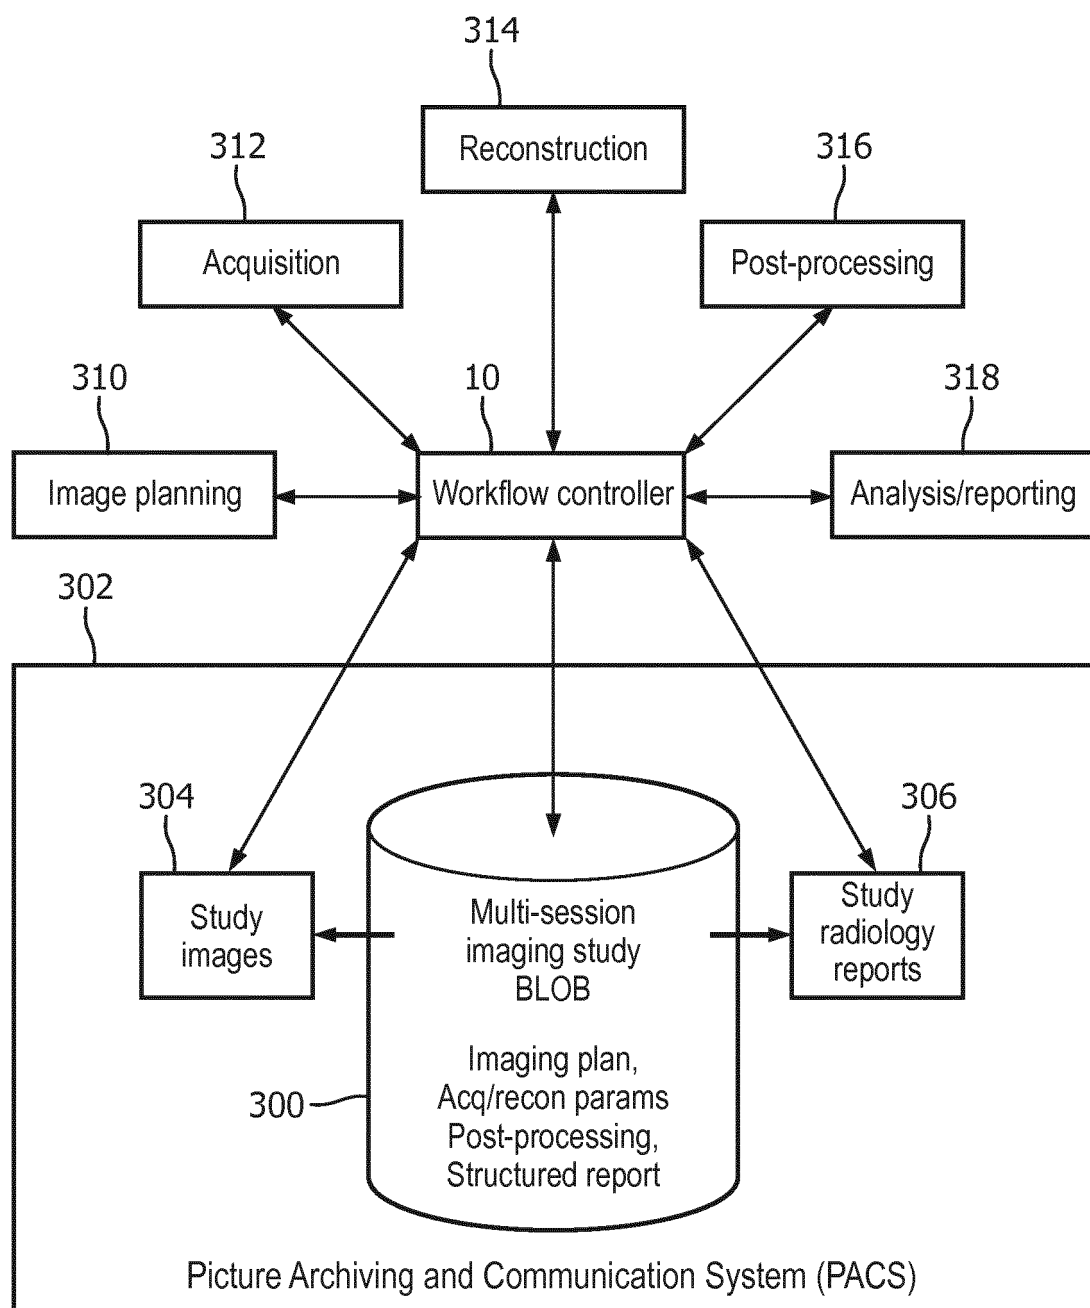 314
Reconstruction
312
316
Acquisition
Post-processing
310
10
318
Image planning
Workflow controller
Analysis/reporting
302
304
306
Study
images
Multi-session
imaging study
BLOB
Study
radiology
reports
Imaging plan,
Acq/recon params
Post-processing,
Structured report
300
Picture Archiving and Communication System (PACS)